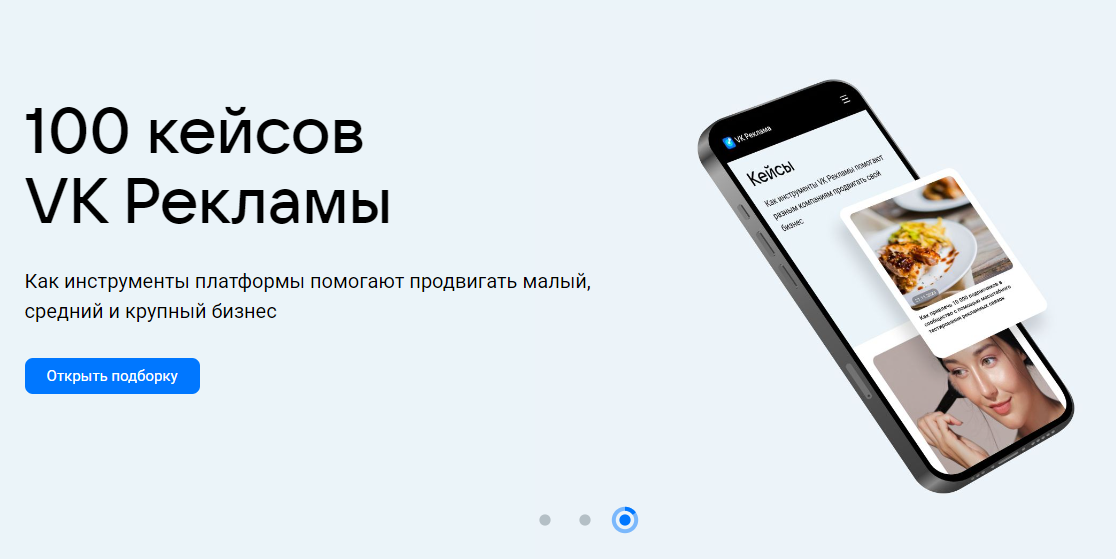 100 кейсов
VK Рекламы
Как инструменты платформы помогают продвигать малый,
средний и крупный бизнес
Открыть подборку
VK Реклама
Кейсы
Как инструменты VK Рекламы помогают
разным компаниям продвигать свой
бизнес
Как привлечь 10 000 подписчиков в
сообщество с помощью масштабного
тестирования рекламных связок